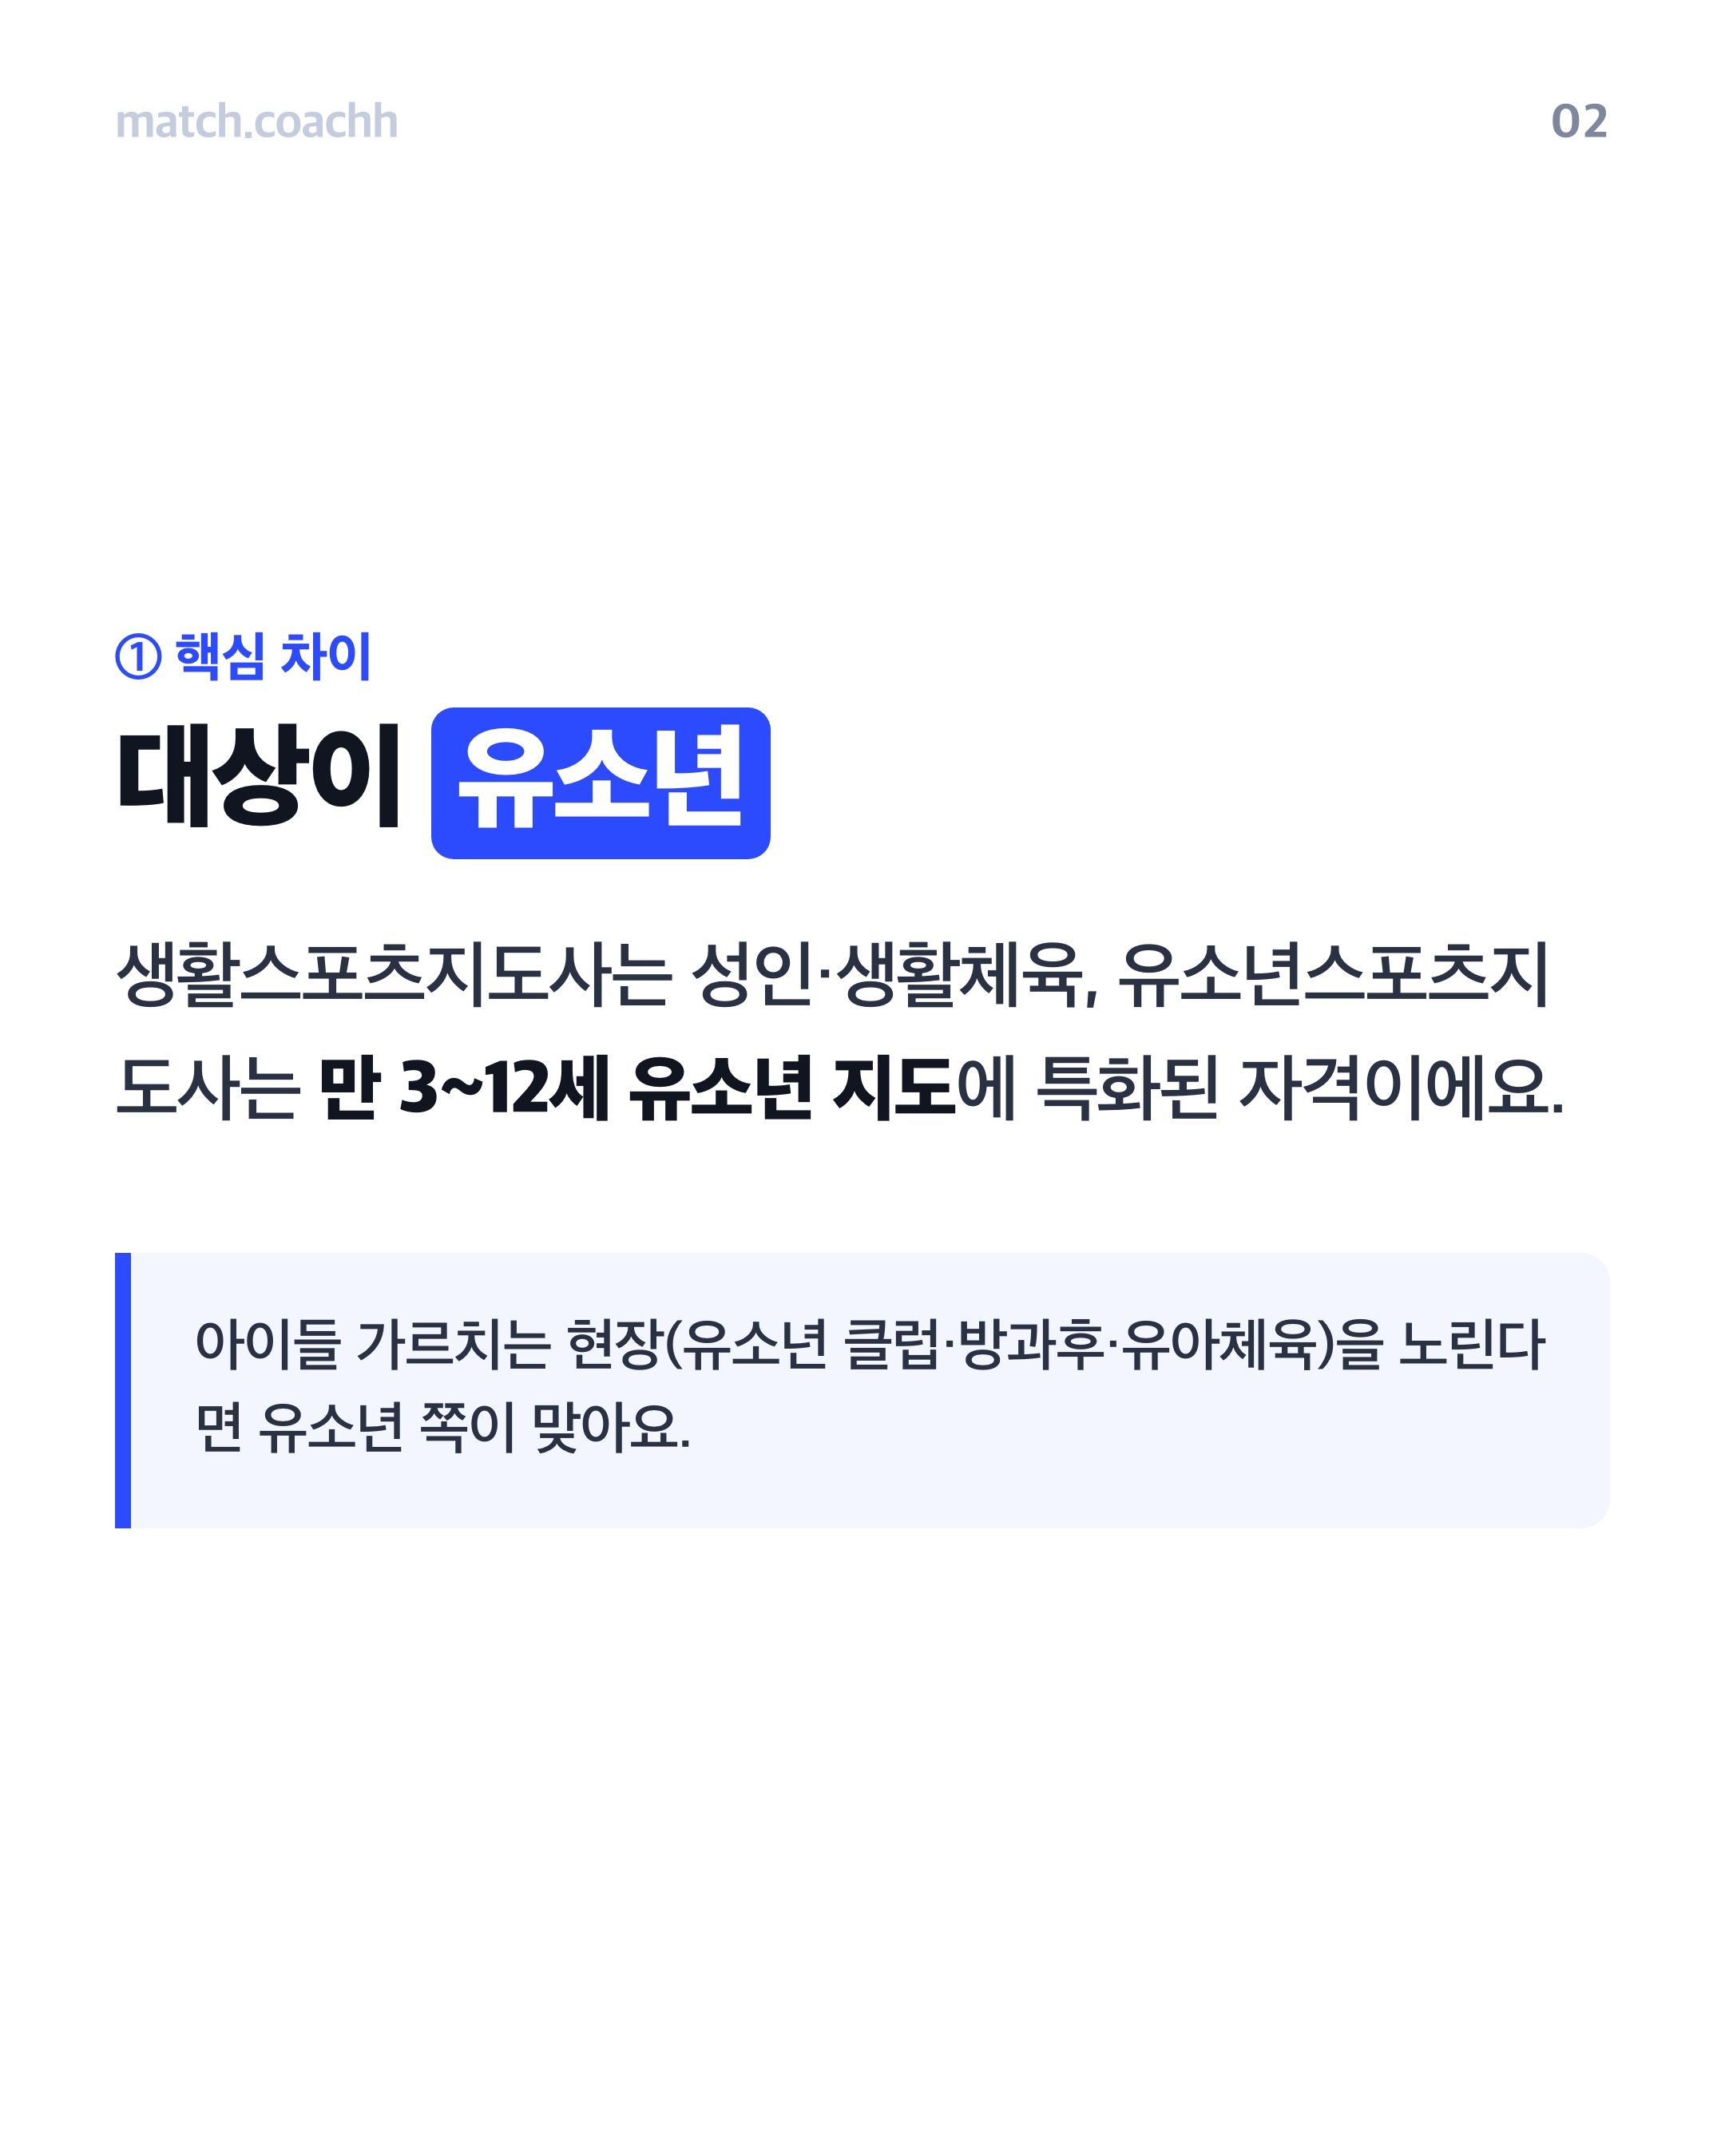 match.coachh
02
① 핵심 차이
대상이 유소년
생활스포츠지도사는 성인·생활체육, 유소년스포츠지
도사는 만 3~12세 유소년 지도에 특화된 자격이에요.
아이들 가르치는 현장(유소년 클럽·방과후·유아체육)을 노린다
면 유소년 쪽이 맞아요.